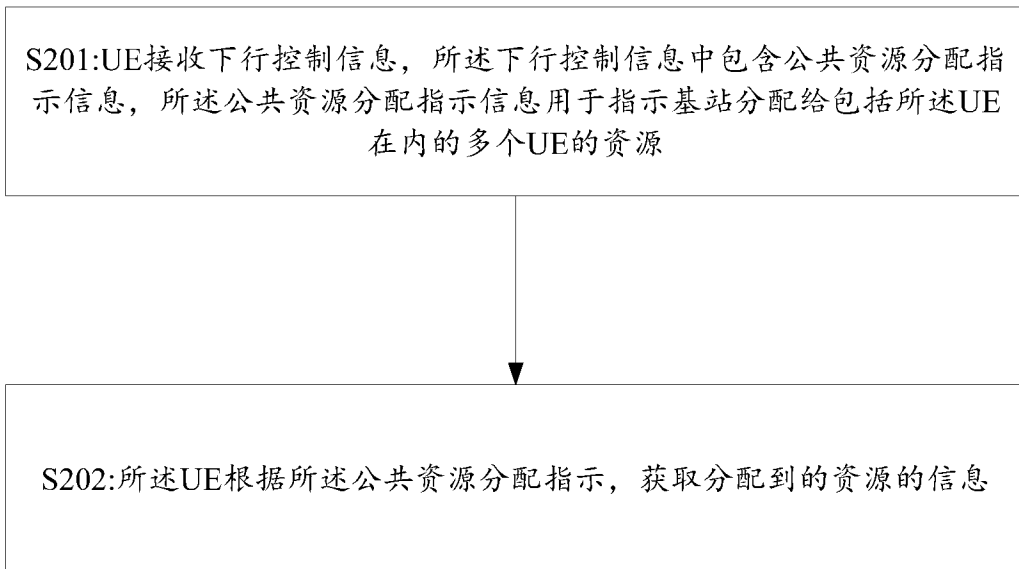 S201:UE接收下行控制信息，所述下行控制信息中包含公共资源分配指
示信息，所述公共资源分配指示信息用于指示基站分配给包括所述UE
在内的多个UE的资源
S202:所述UE根据所述公共资源分配指示，获取分配到的资源的信息